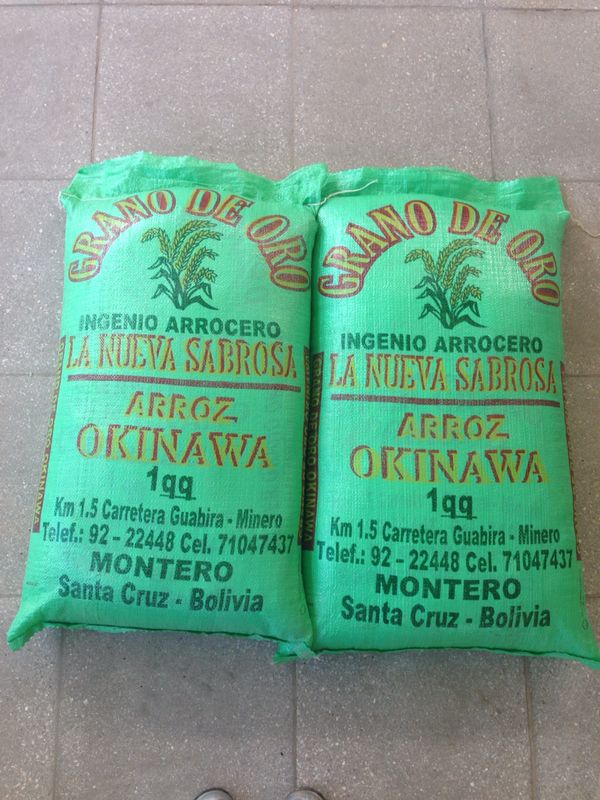 GRANO DE ORO
INGENIO ARROCERO
LA NUEVA SABROSA
ARROZ
OKINAWA
1qq
Km 1.5 Carretera Guabira - Minero
Telef.: 92 - 22448 Cel. 71047437
MONTERO
Santa Cruz - Bolivia
GRANO DE ORO OKINAWA
GRANO DE ORO
INGENIO ARROCERO
LA NUEVA SABROSA
ARROZ
OKINAWA
1qq
Km 1.5 Carretera Guabira - Minero
Telef.: 92 - 22448 Cel. 71047437
MONTERO
Santa Cruz - Bolivia